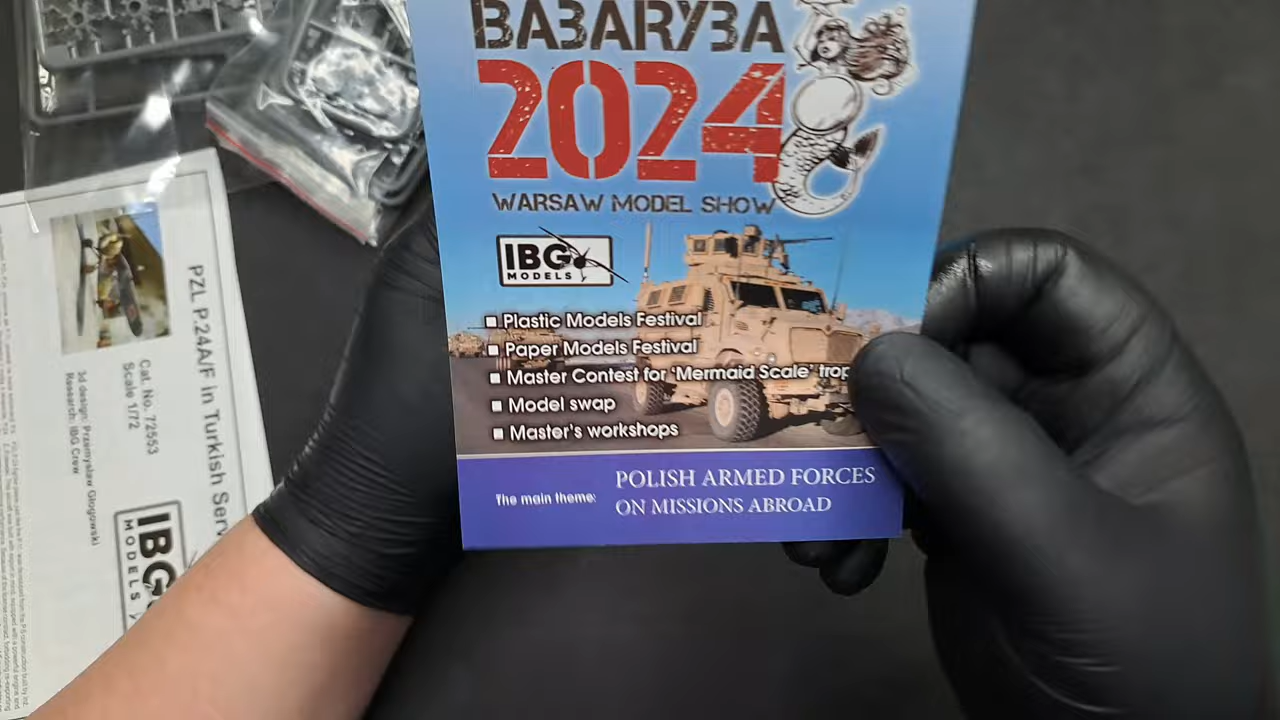 BABARYBA
2024
WARSAW MODEL SHOW
IBG
MODELS
Plastic Models Festival
Paper Models Festival
Master Contest for 'Mermaid Scale' trop
Model swap
Master's workshops
The main theme:
POLISH ARMED FORCES
ON MISSIONS ABROAD
PZL P.24A/F in Turkish Serv
Cat. No. 72553
Scale 1/72
3d design: Przemysław Głogowski
Research: IBG Crew
IBG
MODELS